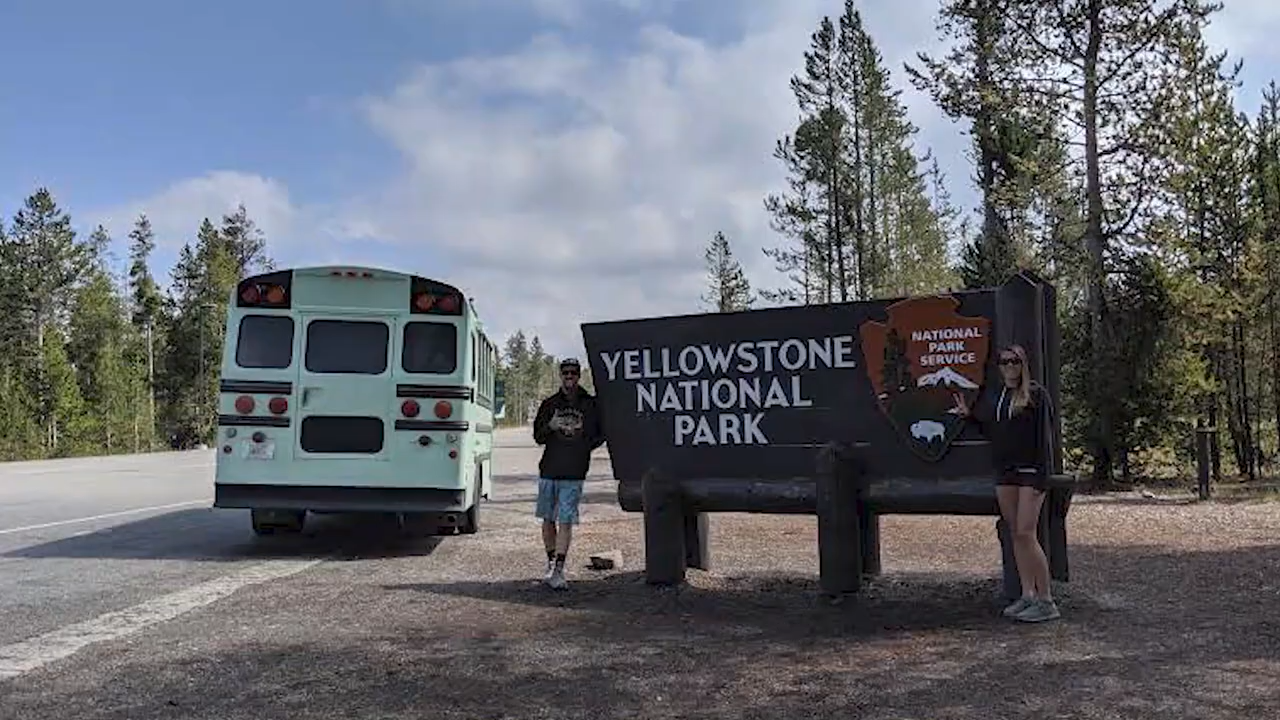 YELLOWSTONE
NATIONAL
PARK
NATIONAL
PARK
SERVICE